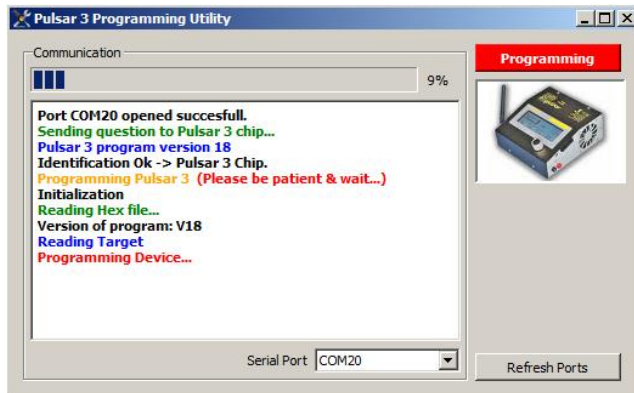 Pulsar 3 Programming Utility
Communication
9%
Programming
Port COM20 opened succesfull.
Sending question to Pulsar 3 chip...
Pulsar 3 program version 18
Identification Ok -> Pulsar 3 Chip.
Programming Pulsar 3 (Please be patient & wait...)
Initialization
Reading Hex file...
Version of program: V18
Reading Target
Programming Device...
Serial Port COM20
Refresh Ports